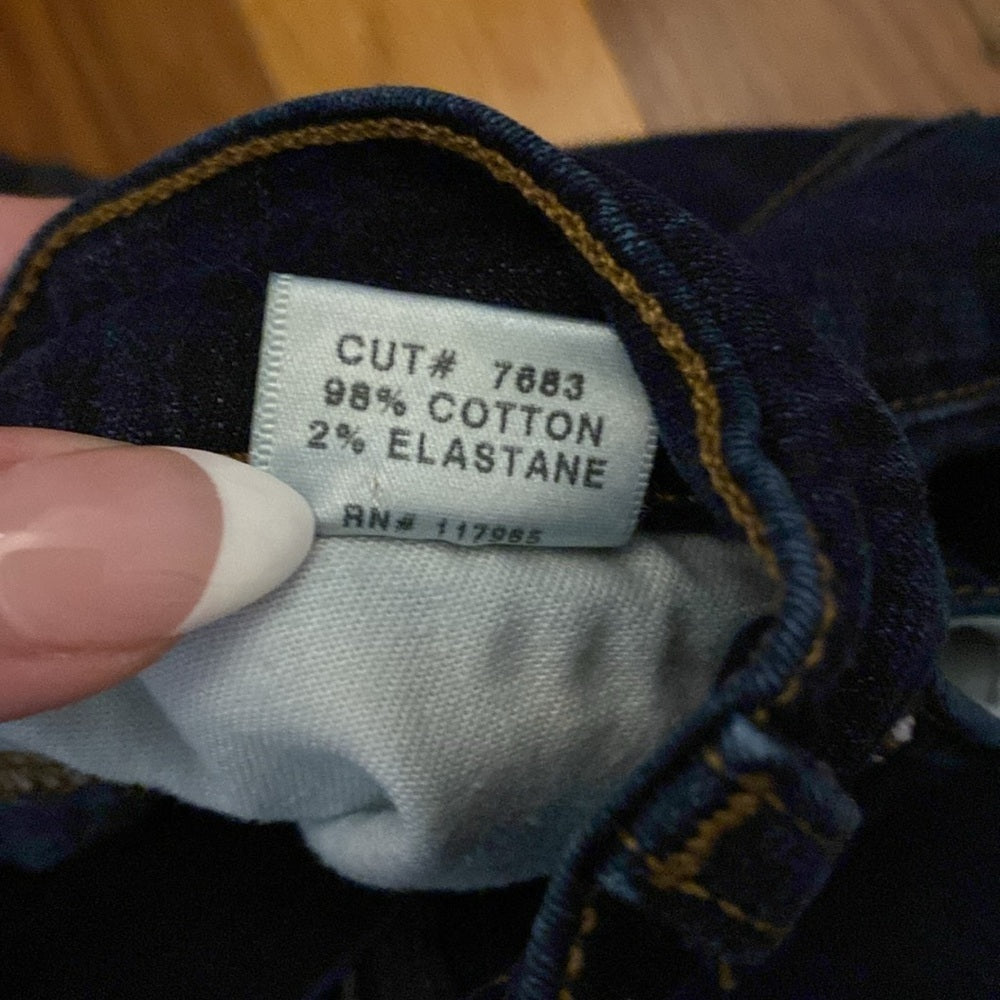 CUT# 7683
98% COTTON
2% ELASTANE
RN# 117985